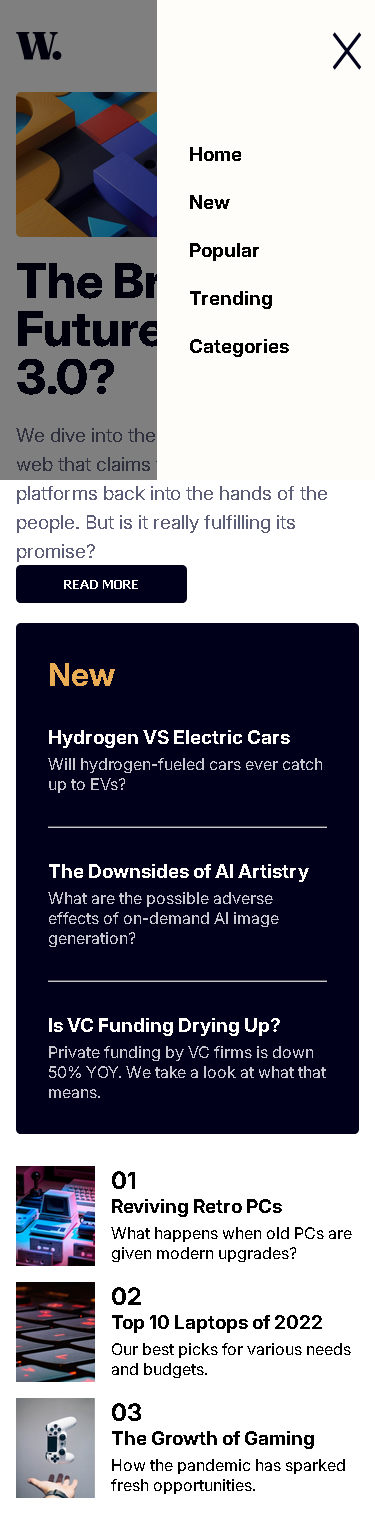 W.
X
Home
New
Popular
Trending
Categories
The Br
Future
3.0?
We dive into the
web that claims
platforms back into the hands of the
people. But is it really fulfilling its
promise?
READ MORE
New
Hydrogen VS Electric Cars
Will hydrogen-fueled cars ever catch
up to EVs?
The Downsides of AI Artistry
What are the possible adverse
effects of on-demand AI image
generation?
Is VC Funding Drying Up?
Private funding by VC firms is down
50% YOY. We take a look at what that
means.
01
Reviving Retro PCs
What happens when old PCs are
given modern upgrades?
02
Top 10 Laptops of 2022
Our best picks for various needs
and budgets.
03
The Growth of Gaming
How the pandemic has sparked
fresh opportunities.